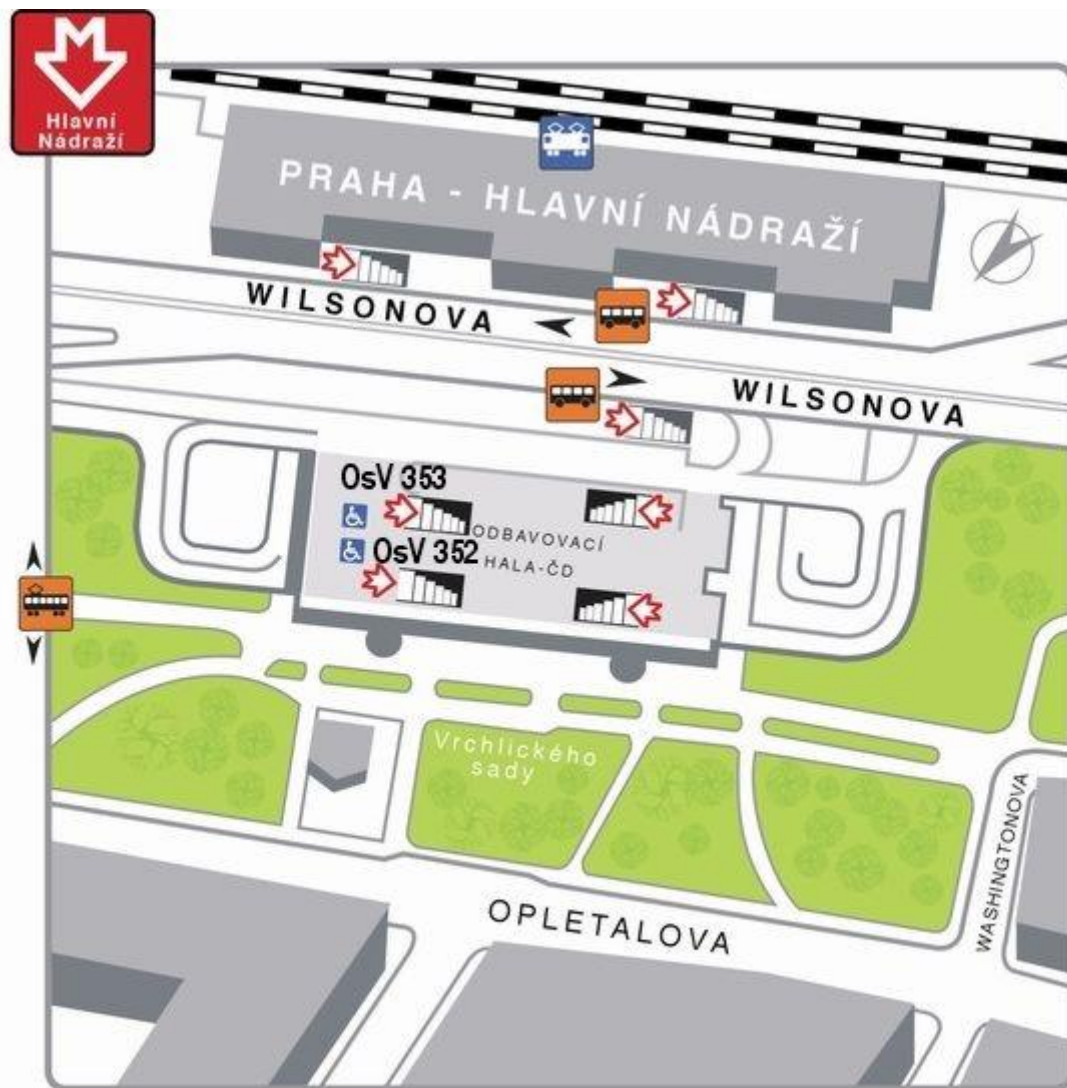 M
Hlavní
Nádraží
PRAHA - HLAVNÍ NÁDRAŽÍ
WILSONOVA
WILSONOVA
OsV 353
ODBAVOVACÍ
OsV 352
HALA-ČD
Vrchlického
sady
WASHINGTONOVA
OPLETALOVA